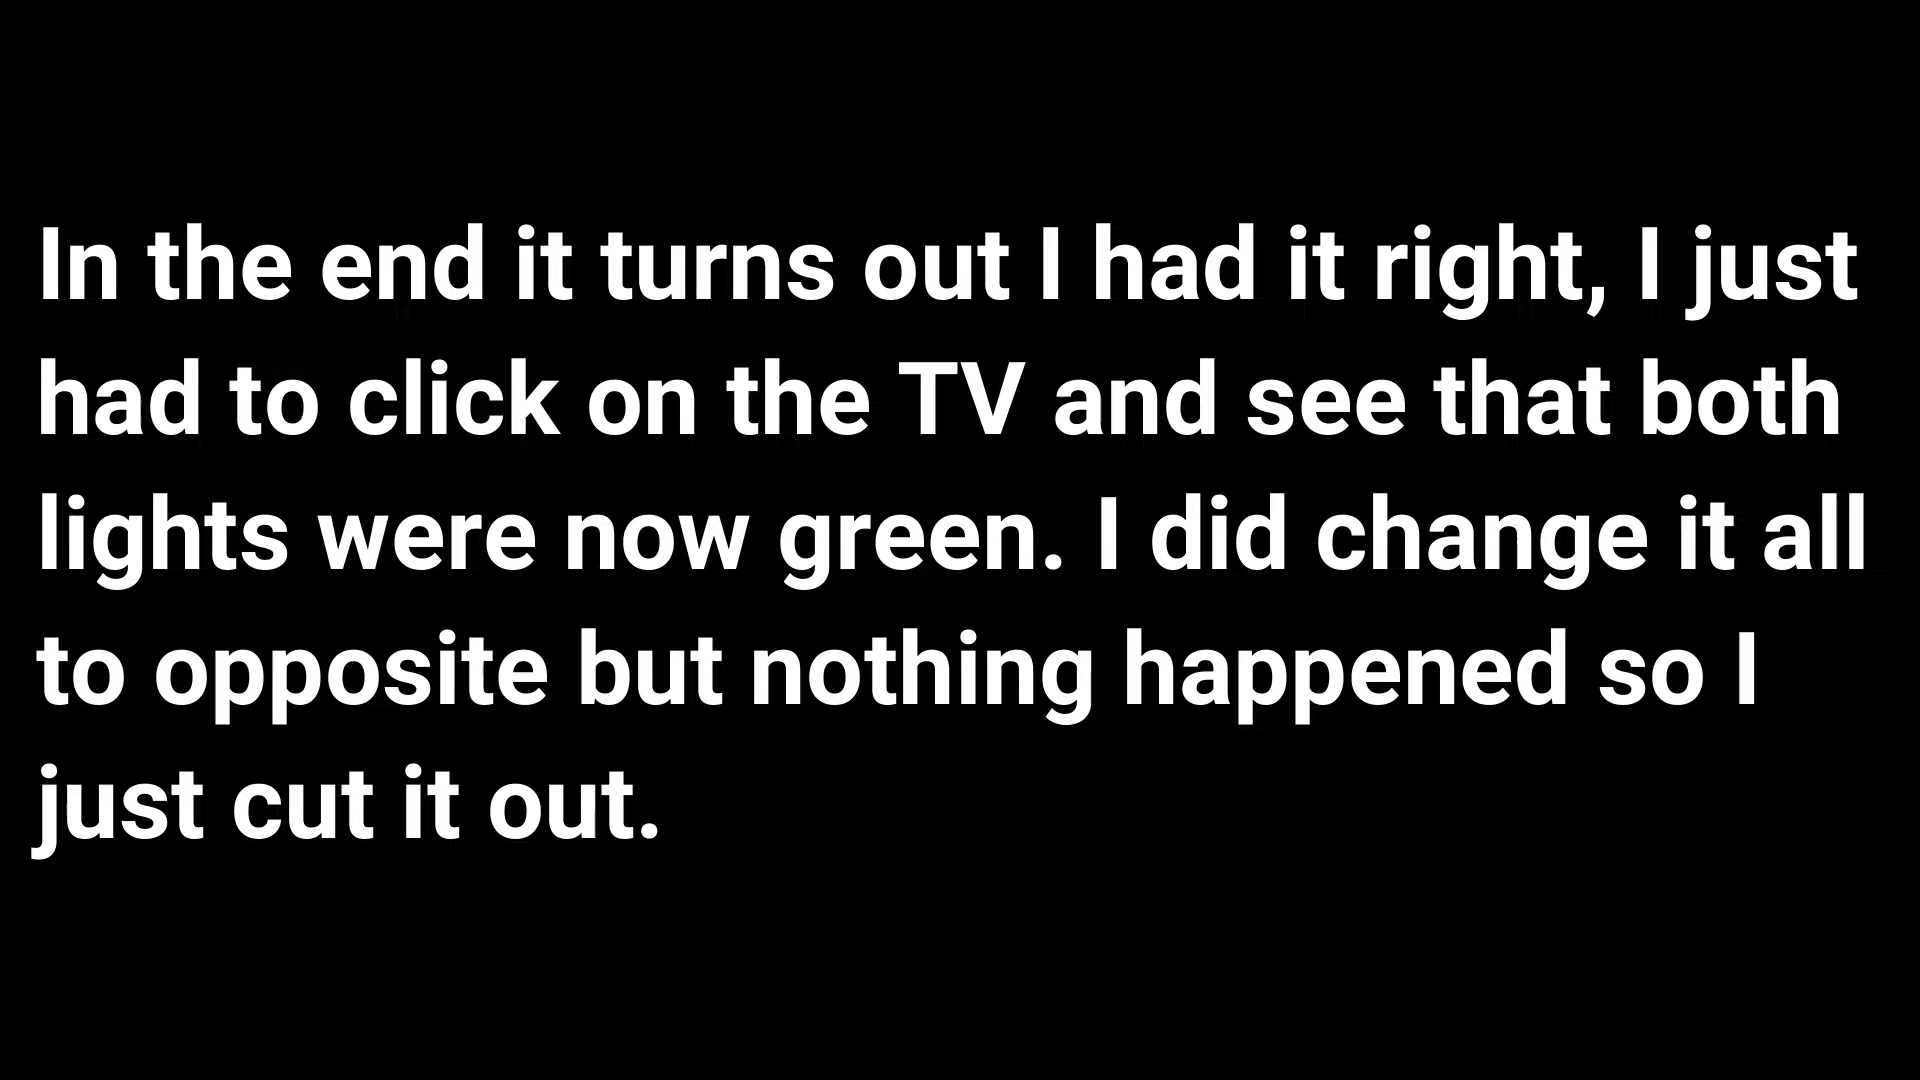 In the end it turns out I had it right, I just
had to click on the TV and see that both
lights were now green. I did change it all
to opposite but nothing happened so I
just cut it out.